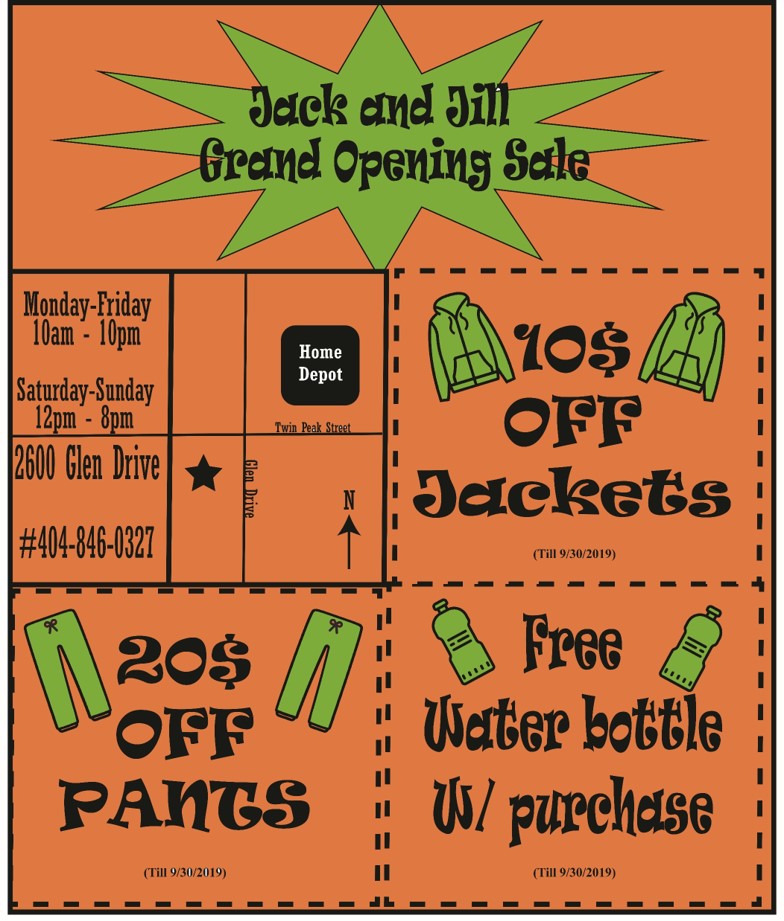 Jack and Jill
Grand Opening Sale
Monday-Friday
10am - 10pm
Saturday-Sunday
12pm - 8pm
2600 Glen Drive
#404-846-0327
Home
Depot
Twin Peak Street
Glen Drive
N
10$
OFF
Jackets
(Till 9/30/2019)
20$
OFF
PANTS
(Till 9/30/2019)
Free
Water bottle
W/ purchase
(Till 9/30/2019)